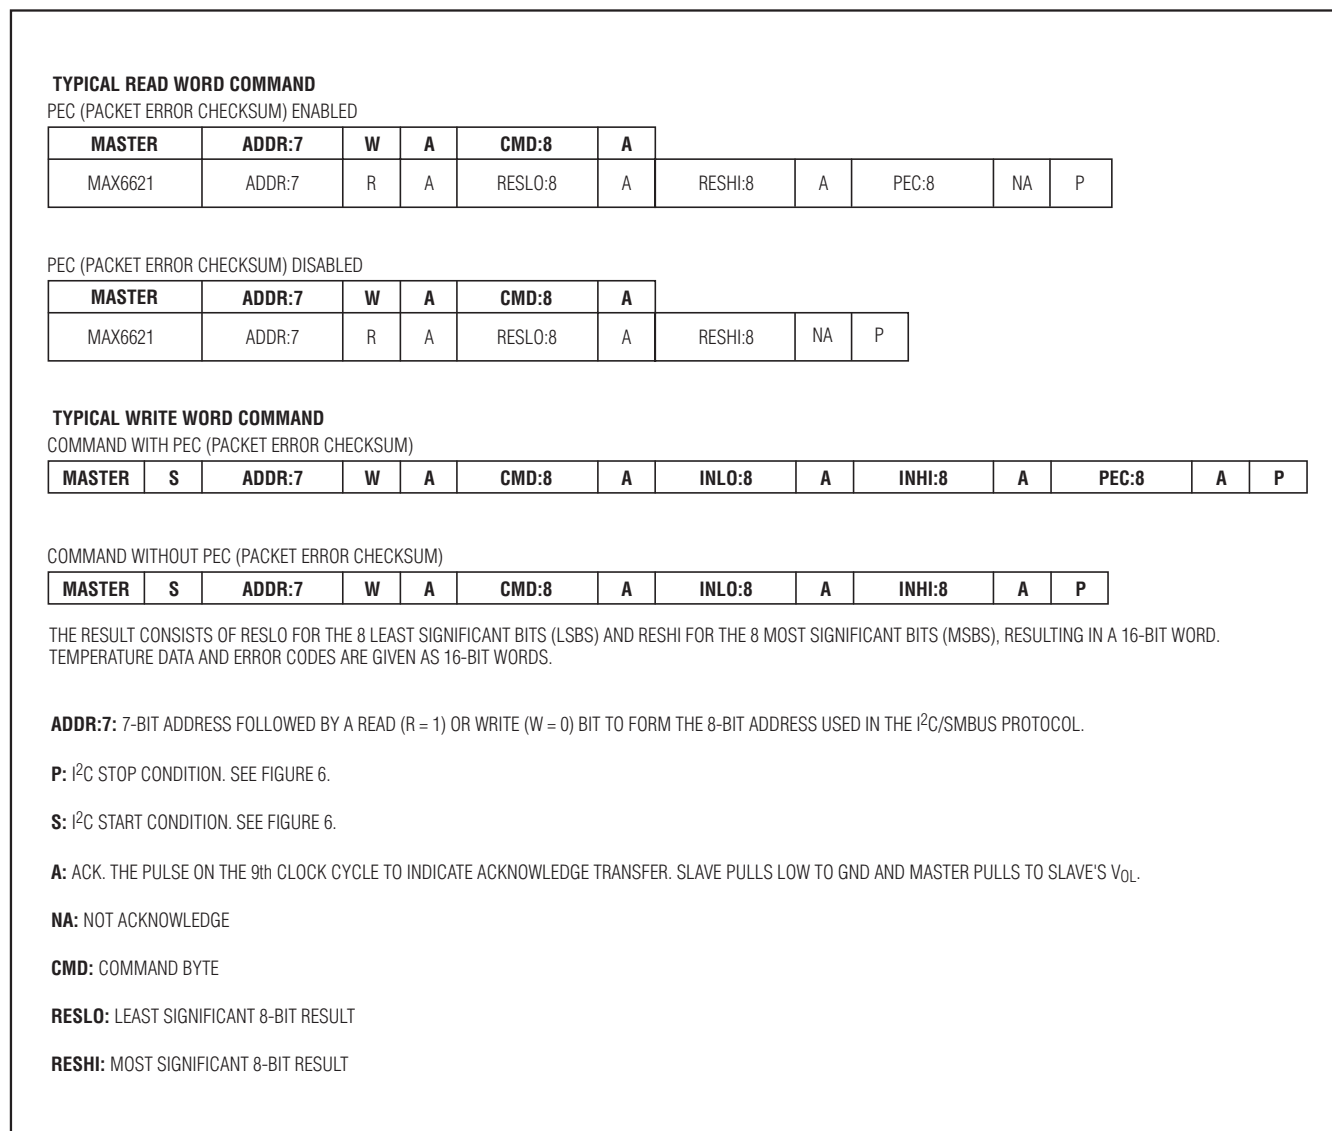 TYPICAL READ WORD COMMAND
PEC (PACKET ERROR CHECKSUM) ENABLED
MASTER ADDR:7 W A CMD:8 A
MAX6621 ADDR:7 R A RESLO:8 A RESHI:8 A PEC:8 NA P
PEC (PACKET ERROR CHECKSUM) DISABLED
MASTER ADDR:7 W A CMD:8 A
MAX6621 ADDR:7 R A RESLO:8 A RESHI:8 NA P
TYPICAL WRITE WORD COMMAND
COMMAND WITH PEC (PACKET ERROR CHECKSUM)
MASTER S ADDR:7 W A CMD:8 A INLO:8 A INHI:8 A PEC:8 A P
COMMAND WITHOUT PEC (PACKET ERROR CHECKSUM)
MASTER S ADDR:7 W A CMD:8 A INLO:8 A INHI:8 A P
THE RESULT CONSISTS OF RESLO FOR THE 8 LEAST SIGNIFICANT BITS (LSBS) AND RESHI FOR THE 8 MOST SIGNIFICANT BITS (MSBS), RESULTING IN A 16-BIT WORD.
TEMPERATURE DATA AND ERROR CODES ARE GIVEN AS 16-BIT WORDS.
ADDR:7: 7-BIT ADDRESS FOLLOWED BY A READ (R = 1) OR WRITE (W = 0) BIT TO FORM THE 8-BIT ADDRESS USED IN THE I²C/SMBUS PROTOCOL.
P: I²C STOP CONDITION. SEE FIGURE 6.
S: I²C START CONDITION. SEE FIGURE 6.
A: ACK. THE PULSE ON THE 9th CLOCK CYCLE TO INDICATE ACKNOWLEDGE TRANSFER. SLAVE PULLS LOW TO GND AND MASTER PULLS TO SLAVE'S VOL.
NA: NOT ACKNOWLEDGE
CMD: COMMAND BYTE
RESLO: LEAST SIGNIFICANT 8-BIT RESULT
RESHI: MOST SIGNIFICANT 8-BIT RESULT